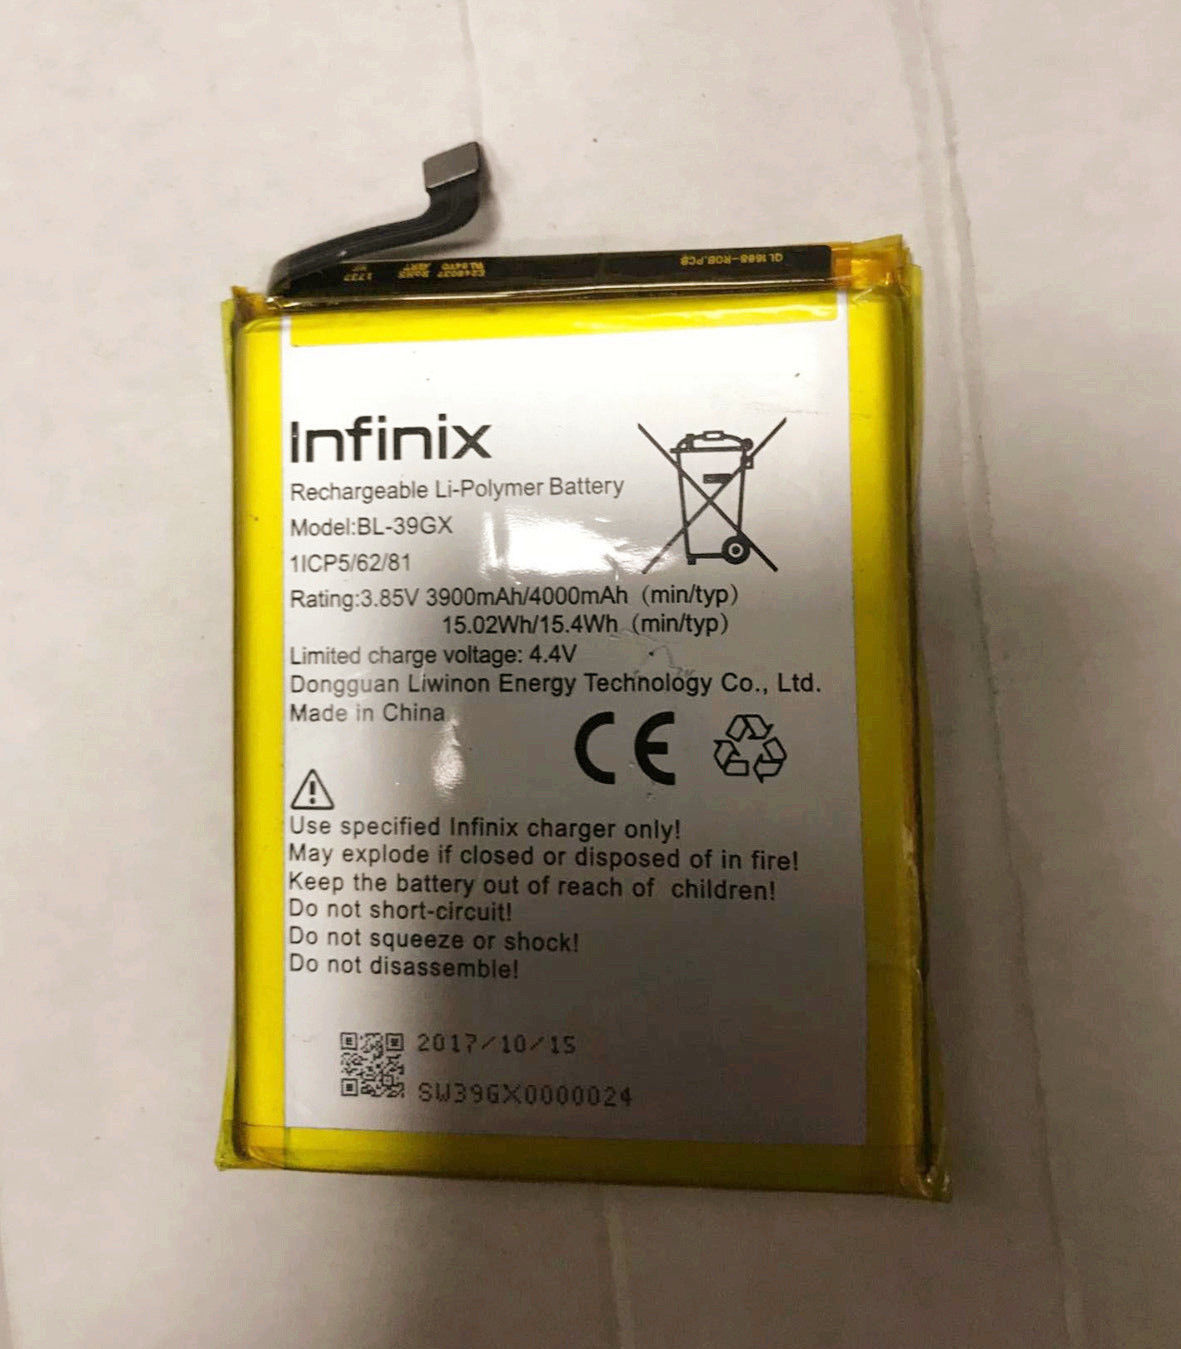 QL1688-R0B.PCB
Infinix
Rechargeable Li-Polymer Battery
Model:BL-39GX
1ICP5/62/81
Rating:3.85V 3900mAh/4000mAh (min/typ)
15.02Wh/15.4Wh (min/typ)
Limited charge voltage: 4.4V
Dongguan Liwinon Energy Technology Co., Ltd.
Made in China
CE
Use specified Infinix charger only!
May explode if closed or disposed of in fire!
Keep the battery out of reach of children!
Do not short-circuit!
Do not squeeze or shock!
Do not disassemble!
2017/10/15
SW39GX0000024